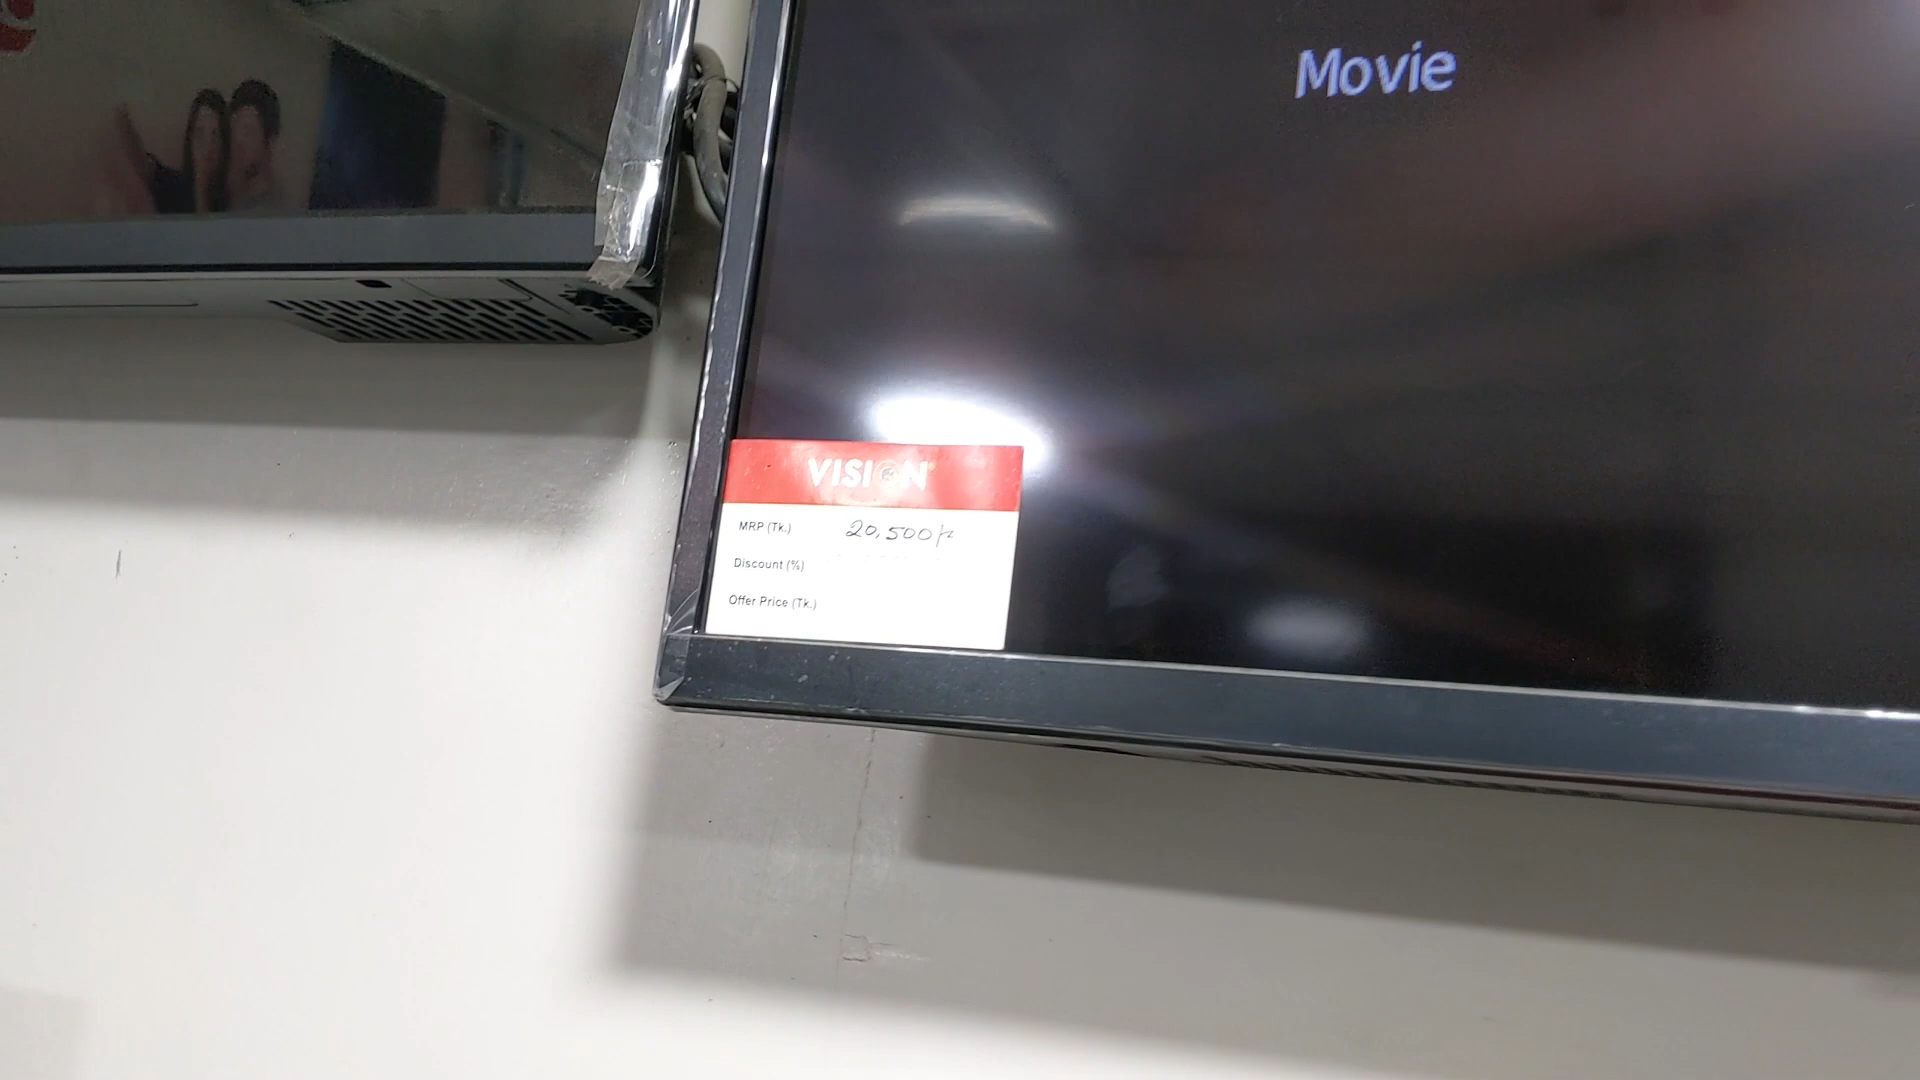 Movie
VISION
MRP (Tk.) 20,500/=
Discount (%)
Offer Price (Tk.)